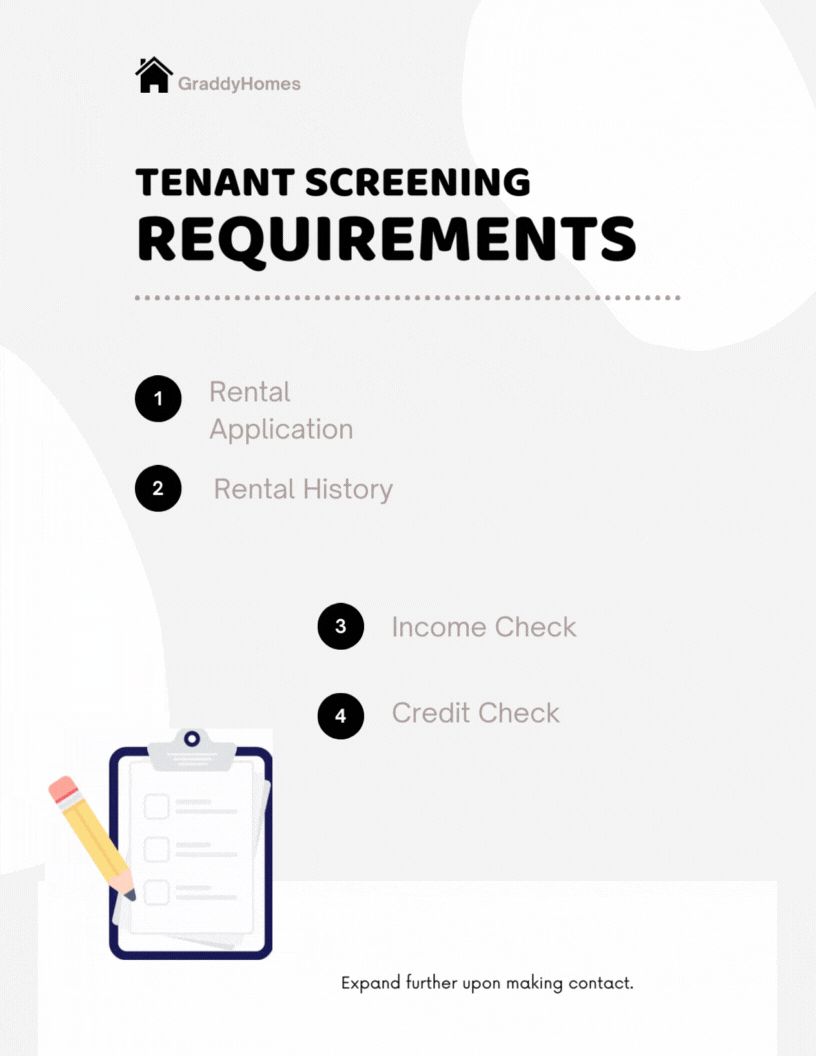 GraddyHomes
TENANT SCREENING
REQUIREMENTS
1 Rental
Application
2 Rental History
3 Income Check
4 Credit Check
Expand further upon making contact.